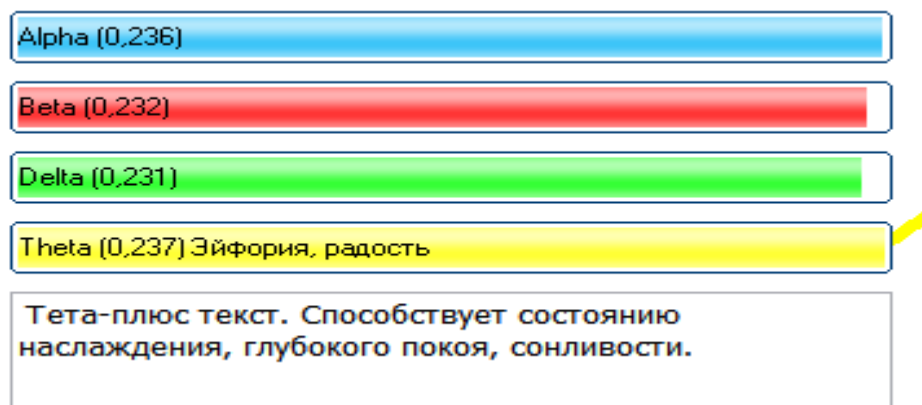 Alpha (0,236)
Beta (0,232)
Delta (0,231)
Theta (0,237) Эйфория, радость
Тета-плюс текст. Способствует состоянию
наслаждения, глубокого покоя, сонливости.